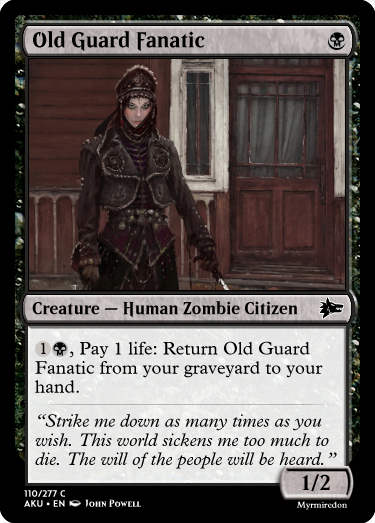 Old Guard Fanatic
Creature — Human Zombie Citizen
1, Pay 1 life: Return Old Guard
Fanatic from your graveyard to your
hand.
“Strike me down as many times as you
wish. This world sickens me too much to
die. The will of the people will be heard.”
1/2
110/277 C
AKU • EN John Powell
Myrmiredon